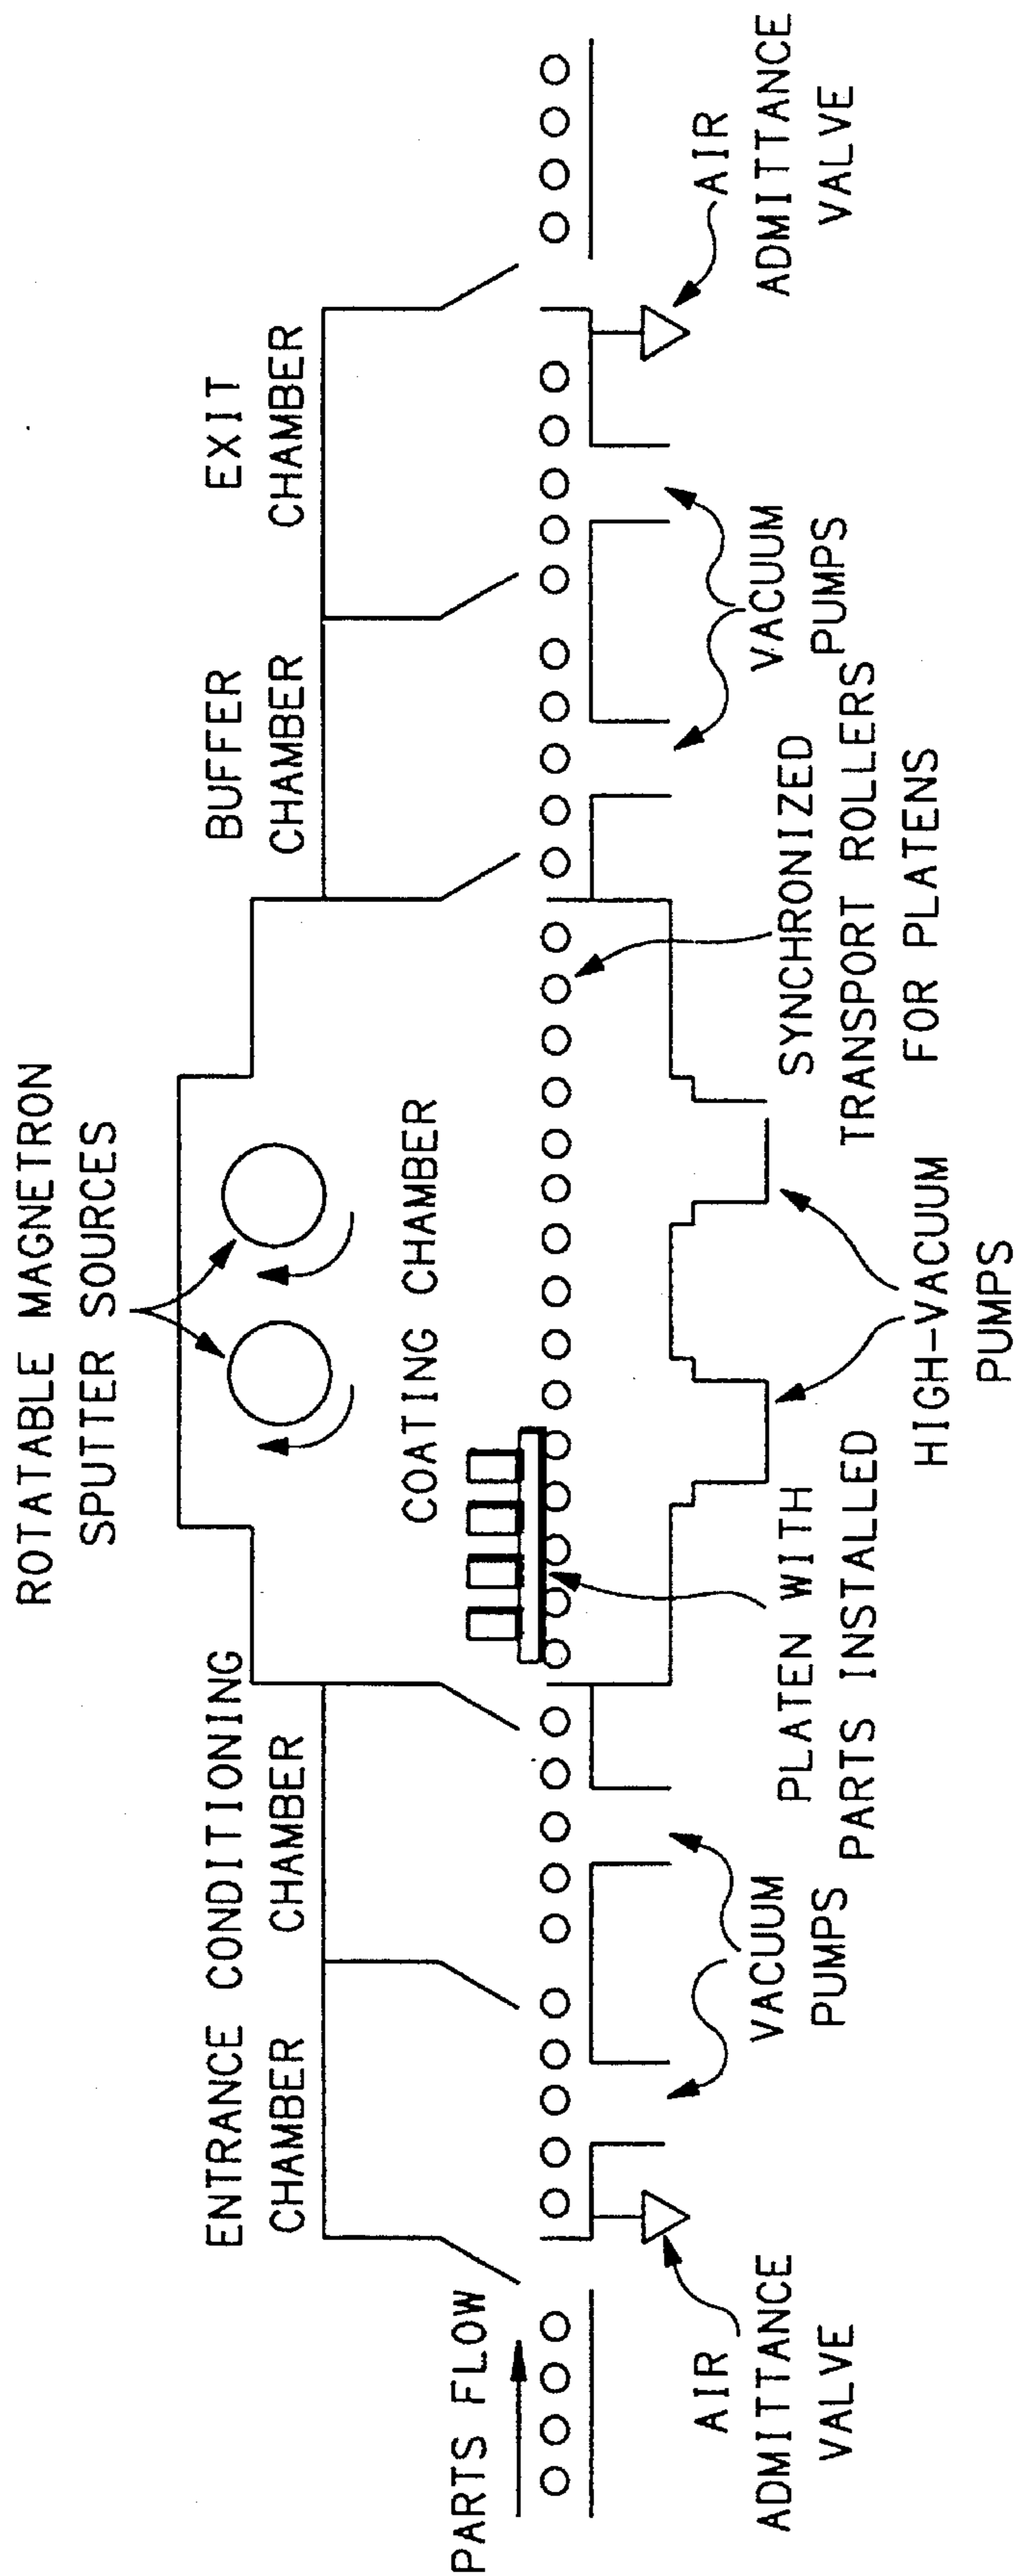 ROTATABLE MAGNETRON
SPUTTER SOURCES
ENTRANCE CONDITIONING
CHAMBER CHAMBER
BUFFER
CHAMBER
EXIT
CHAMBER
COATING CHAMBER
PARTS FLOW
AIR
ADMITTANCE
VALVE
VACUUM
PUMPS
PLATEN WITH
PARTS INSTALLED
HIGH-VACUUM
PUMPS
SYNCHRONIZED
TRANSPORT ROLLERS
FOR PLATENS
VACUUM
PUMPS
AIR
ADMITTANCE
VALVE